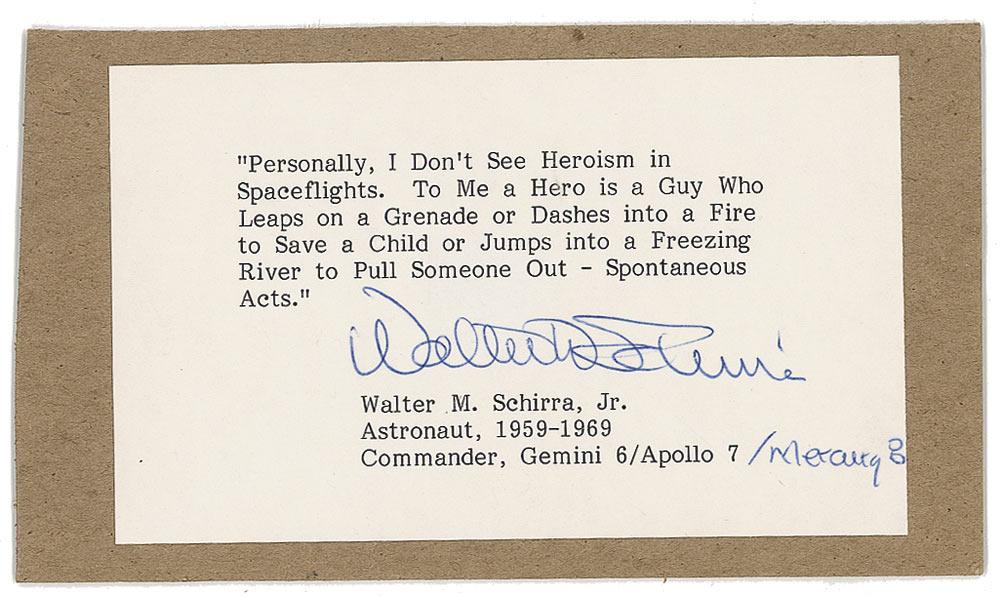 "Personally, I Don't See Heroism in
Spaceflights.  To Me a Hero is a Guy Who
Leaps on a Grenade or Dashes into a Fire
to Save a Child or Jumps into a Freezing
River to Pull Someone Out - Spontaneous
Acts."
Walter M Schirra
Walter M. Schirra, Jr.
Astronaut, 1959-1969
Commander, Gemini 6/Apollo 7 /Mercury 8